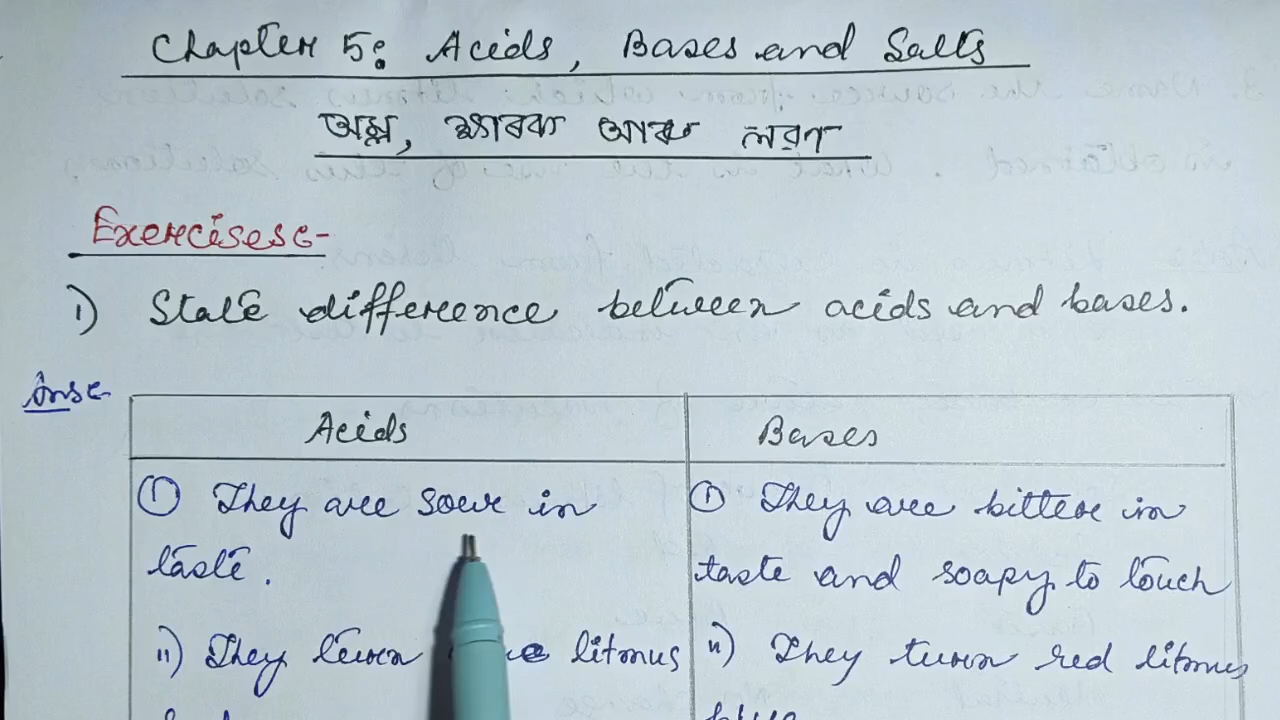 Chapter 5: Acids, Bases and Salts
অম্ল, ক্ষাৰক আৰু লৱণ
Exercises:-
1) State difference between acids and bases.
Ans:-
Acids
Bases
① They are sour in
taste.
① They are bitter in
taste and soapy to touch
ii) They turn litmus
ii) They turn red litmus
blue